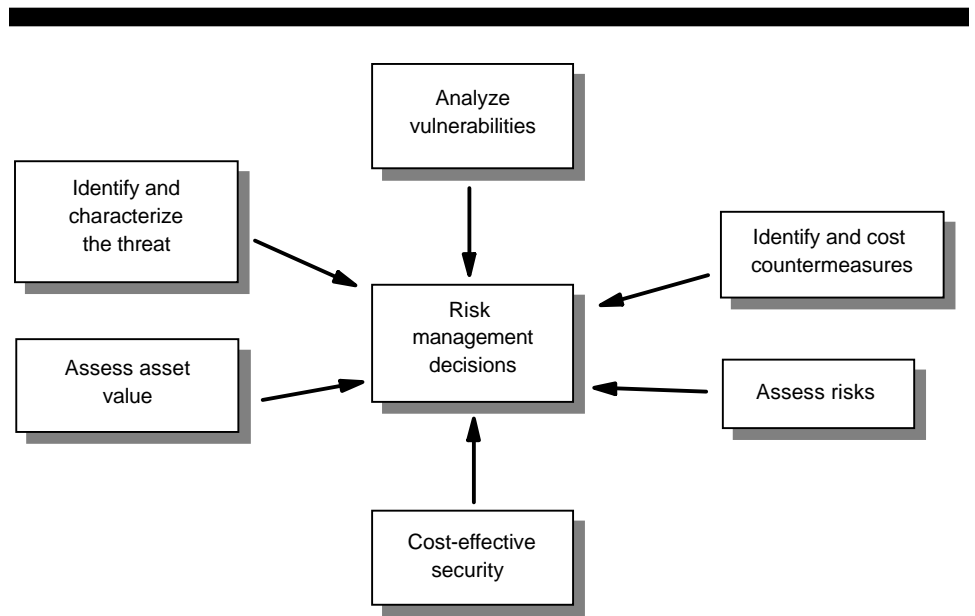 Analyze
vulnerabilities
Identify and
characterize
the threat
Identify and cost
countermeasures
Risk
management
decisions
Assess asset
value
Assess risks
Cost-effective
security